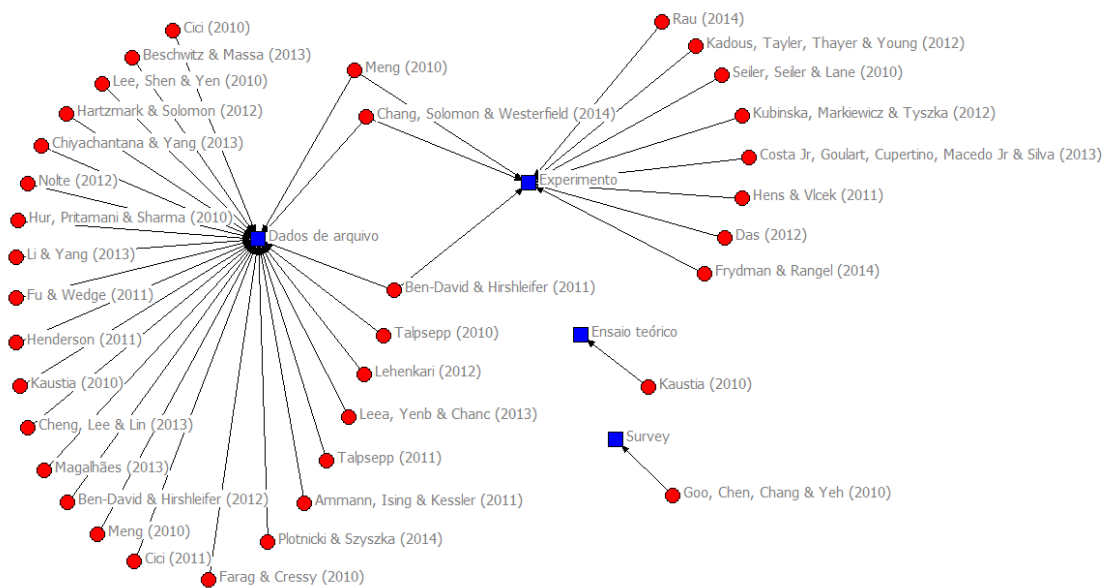 Cici (2010)
Beschwitz & Massa (2013)
Lee, Shen & Yen (2010)
Hartzmark & Solomon (2012)
Chiyachantana & Yang (2013)
Nolte (2012)
Hur, Pritamani & Sharma (2010)
Li & Yang (2013)
Fu & Wedge (2011)
Henderson (2011)
Kaustia (2010)
Cheng, Lee & Lin (2013)
Magalhães (2013)
Ben-David & Hirshleifer (2012)
Meng (2010)
Cici (2011)
Farag & Cressy (2010)
Dados de arquivo
Meng (2010)
Chang, Solomon & Westerfield (2014)
Ben-David & Hirshleifer (2011)
Talpsepp (2010)
Lehenkari (2012)
Leea, Yenb & Chanc (2013)
Talpsepp (2011)
Ammann, Ising & Kessler (2011)
Plotnicki & Szyszka (2014)
Experimento
Rau (2014)
Kadous, Tayler, Thayer & Young (2012)
Seiler, Seiler & Lane (2010)
Kubinska, Markiewicz & Tyszka (2012)
Costa Jr, Goulart, Cupertino, Macedo Jr & Silva (2013)
Hens & Vlcek (2011)
Das (2012)
Frydman & Rangel (2014)
Ensaio teórico
Kaustia (2010)
Survey
Goo, Chen, Chang & Yeh (2010)